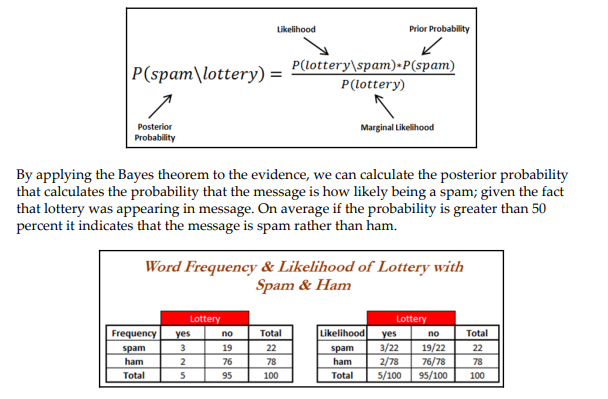 Likelihood Prior Probability
P(spam\lottery) = P(lottery\spam)*P(spam)
P(lottery)
Posterior Probability Marginal Likelihood
By applying the Bayes theorem to the evidence, we can calculate the posterior probability
that calculates the probability that the message is how likely being a spam; given the fact
that lottery was appearing in message. On average if the probability is greater than 50
percent it indicates that the message is spam rather than ham.
Word Frequency & Likelihood of Lottery with
Spam & Ham
Lottery
Frequency yes no Total
spam 3 19 22
ham 2 76 78
Total 5 95 100
Lottery
Likelihood yes no Total
spam 3/22 19/22 22
ham 2/78 76/78 78
Total 5/100 95/100 100